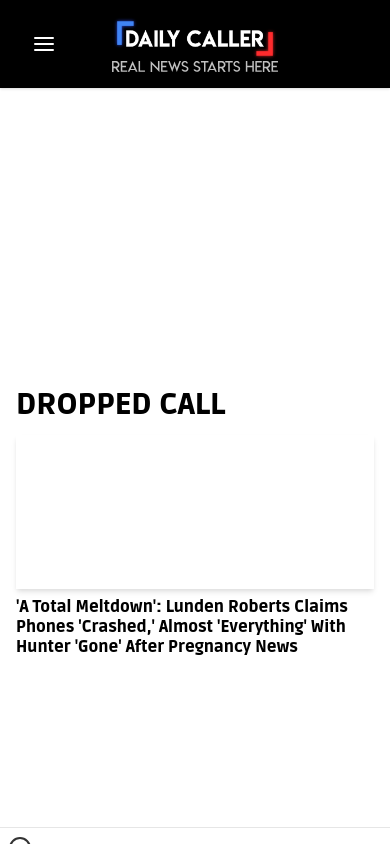 DAILY CALLER
REAL NEWS STARTS HERE
DROPPED CALL
'A Total Meltdown': Lunden Roberts Claims
Phones 'Crashed,' Almost 'Everything' With
Hunter 'Gone' After Pregnancy News